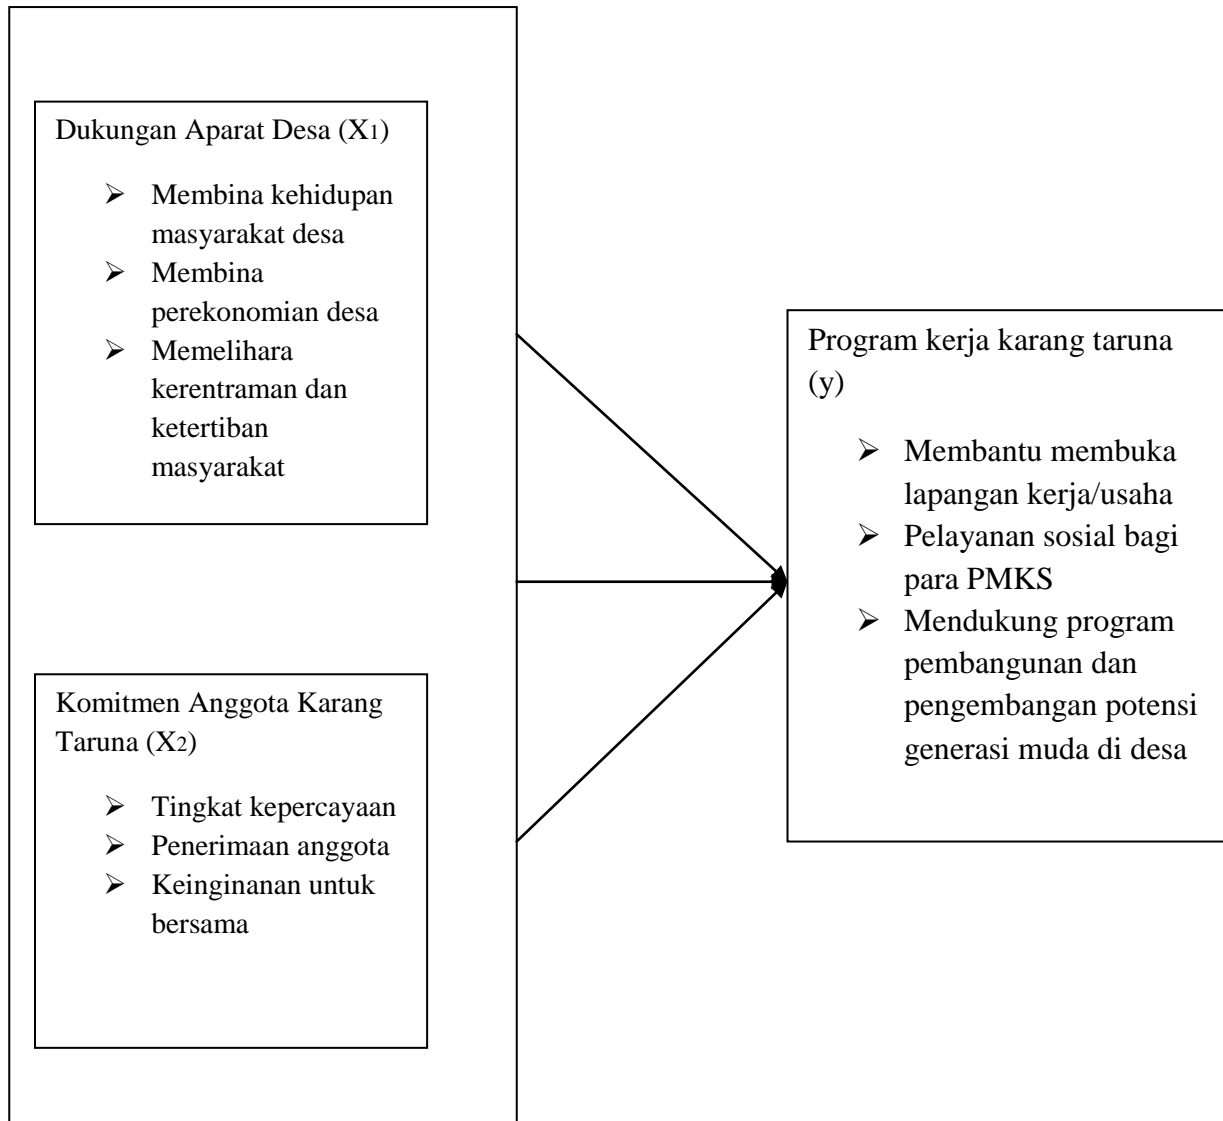 Dukungan Aparat Desa (X1)
➢ Membina kehidupan
masyarakat desa
➢ Membina
perekonomian desa
➢ Memelihara
kerentraman dan
ketertiban
masyarakat
Komitmen Anggota Karang
Taruna (X2)
➢ Tingkat kepercayaan
➢ Penerimaan anggota
➢ Keinginanan untuk
bersama
Program kerja karang taruna
(y)
➢ Membantu membuka
lapangan kerja/usaha
➢ Pelayanan sosial bagi
para PMKS
➢ Mendukung program
pembangunan dan
pengembangan potensi
generasi muda di desa